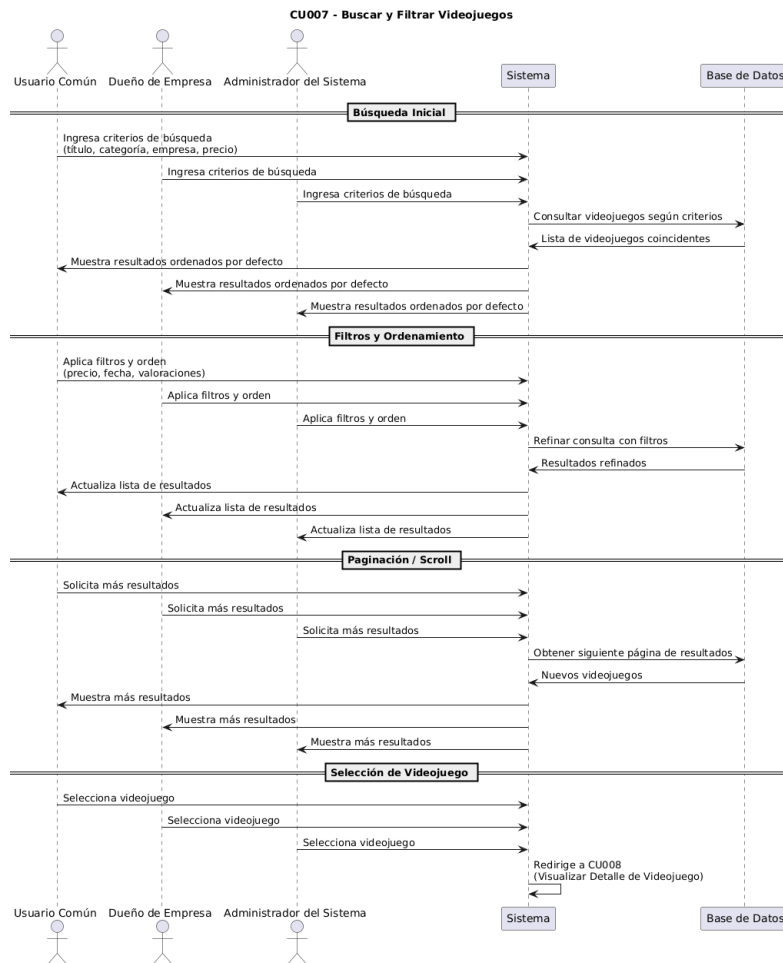 CU007 - Buscar y Filtrar Videojuegos
Usuario Común Dueño de Empresa Administrador del Sistema Sistema Base de Datos
Búsqueda Inicial
Ingresa criterios de búsqueda
(título, categoría, empresa, precio)
Ingresa criterios de búsqueda
Ingresa criterios de búsqueda
Consultar videojuegos según criterios
Lista de videojuegos coincidentes
Muestra resultados ordenados por defecto
Muestra resultados ordenados por defecto
Muestra resultados ordenados por defecto
Filtros y Ordenamiento
Aplica filtros y orden
(precio, fecha, valoraciones)
Aplica filtros y orden
Aplica filtros y orden
Refinar consulta con filtros
Resultados refinados
Actualiza lista de resultados
Actualiza lista de resultados
Actualiza lista de resultados
Paginación / Scroll
Solicita más resultados
Solicita más resultados
Solicita más resultados
Obtener siguiente página de resultados
Nuevos videojuegos
Muestra más resultados
Muestra más resultados
Muestra más resultados
Selección de Videojuego
Selecciona videojuego
Selecciona videojuego
Selecciona videojuego
Redirige a CU008
(Visualizar Detalle de Videojuego)
Usuario Común Dueño de Empresa Administrador del Sistema Sistema Base de Datos